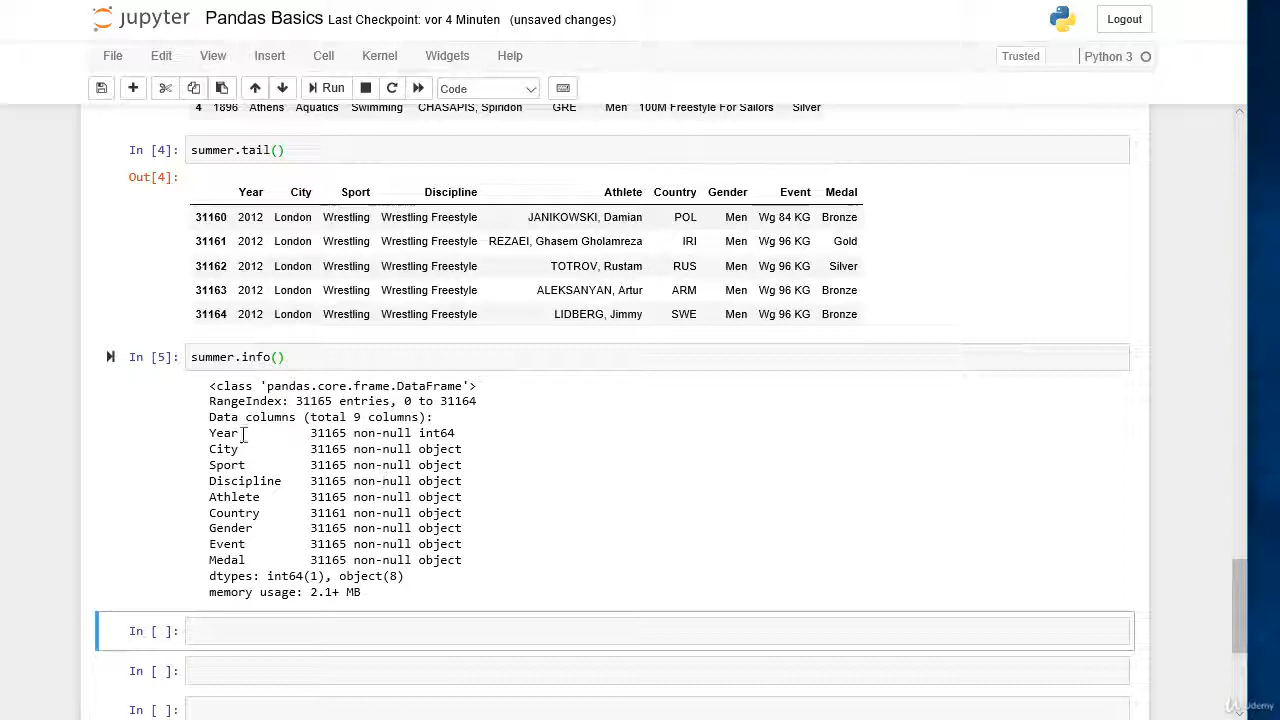 jupyter Pandas Basics Last Checkpoint: vor 4 Minuten (unsaved changes) Logout
File Edit View Insert Cell Kernel Widgets Help Trusted Python 3
Run Code
4 1896 Athens Aquatics Swimming CHASAPIS, Spiridon GRE Men 100M Freestyle For Sailors Silver
In [4]: summer.tail()
Out[4]:
Year City Sport Discipline Athlete Country Gender Event Medal
31160 2012 London Wrestling Wrestling Freestyle JANIKOWSKI, Damian POL Men Wg 84 KG Bronze
31161 2012 London Wrestling Wrestling Freestyle REZAEI, Ghasem Gholamreza IRI Men Wg 96 KG Gold
31162 2012 London Wrestling Wrestling Freestyle TOTROV, Rustam RUS Men Wg 96 KG Silver
31163 2012 London Wrestling Wrestling Freestyle ALEKSANYAN, Artur ARM Men Wg 96 KG Bronze
31164 2012 London Wrestling Wrestling Freestyle LIDBERG, Jimmy SWE Men Wg 96 KG Bronze
In [5]: summer.info()
<class 'pandas.core.frame.DataFrame'>
RangeIndex: 31165 entries, 0 to 31164
Data columns (total 9 columns):
Year 31165 non-null int64
City 31165 non-null object
Sport 31165 non-null object
Discipline 31165 non-null object
Athlete 31165 non-null object
Country 31161 non-null object
Gender 31165 non-null object
Event 31165 non-null object
Medal 31165 non-null object
dtypes: int64(1), object(8)
memory usage: 2.1+ MB
In [ ]:
In [ ]:
In [ ]:
Udemy